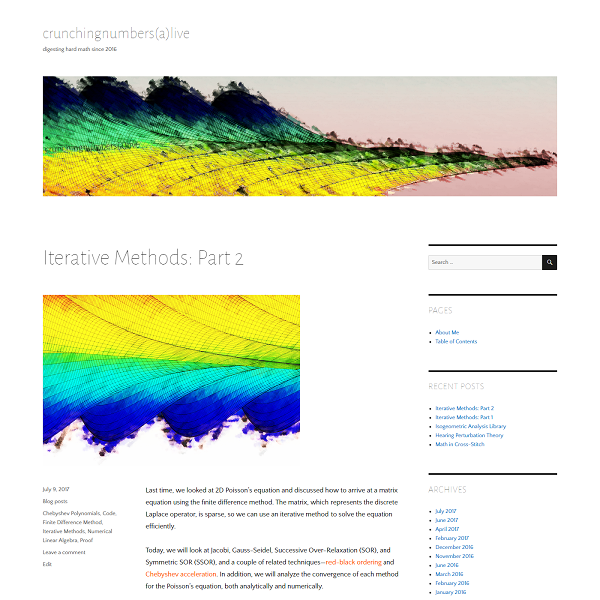 crunchingnumbers(a)live
digesting hard math since 2016
Iterative Methods: Part 2
Search …
PAGES
About Me
Table of Contents
RECENT POSTS
Iterative Methods: Part 2
Iterative Methods: Part 1
Isogeometric Analysis Library
Hearing Perturbation Theory
Math in Cross-Stitch
ARCHIVES
July 2017
June 2017
April 2017
February 2017
December 2016
November 2016
June 2016
March 2016
February 2016
January 2016
July 9, 2017
Blog posts
Chebyshev Polynomials, Code,
Finite Difference Method,
Iterative Methods, Numerical
Linear Algebra, Proof
Leave a comment
Edit
Last time, we looked at 2D Poisson's equation and discussed how to arrive at a matrix
equation using the finite difference method. The matrix, which represents the discrete
Laplace operator, is sparse, so we can use an iterative method to solve the equation
efficiently.
Today, we will look at Jacobi, Gauss-Seidel, Successive Over-Relaxation (SOR), and
Symmetric SOR (SSOR), and a couple of related techniques—red-black ordering and
Chebyshev acceleration. In addition, we will analyze the convergence of each method
for the Poisson's equation, both analytically and numerically.